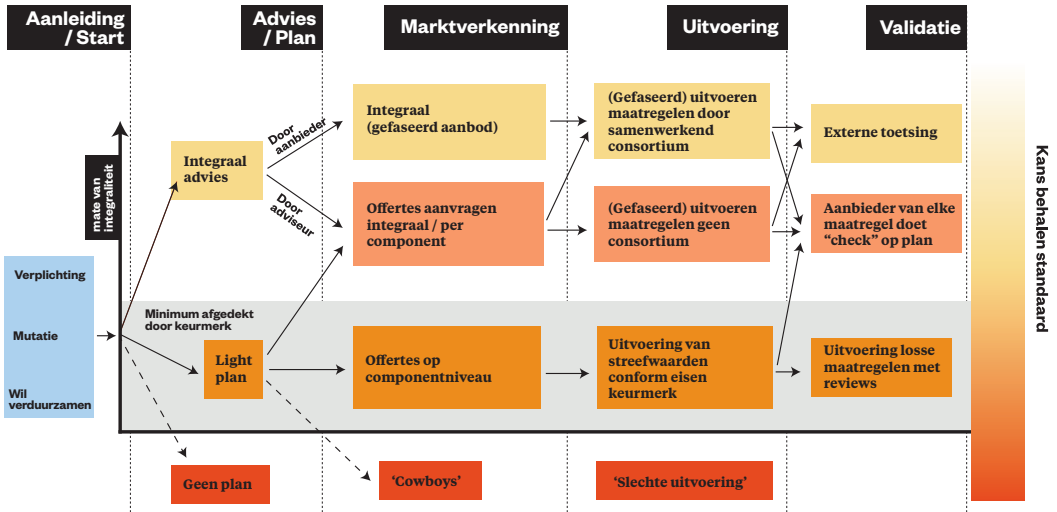 Aanleiding
/ Start
Advies
/ Plan
Marktverkenning
Uitvoering
Validatie
mate van
integraliteit
Verplichting
Mutatie
Wil
verduurzamen
Integraal
advies
Door
aanbieder
Door
adviseur
Minimum afgedekt
door keurmerk
Light
plan
Geen plan
Integraal
(gefaseerd aanbod)
Offertes aanvragen
integraal / per
component
Offertes op
componentniveau
‘Cowboys’
(Gefaseerd) uitvoeren
maatregelen door
samenwerkend
consortium
(Gefaseerd) uitvoeren
maatregelen geen
consortium
Uitvoering van
streefwaarden
conform eisen
keurmerk
‘Slechte uitvoering’
Externe toetsing
Aanbieder van elke
maatregel doet
“check” op plan
Uitvoering losse
maatregelen met
reviews
Kans behalen standaard